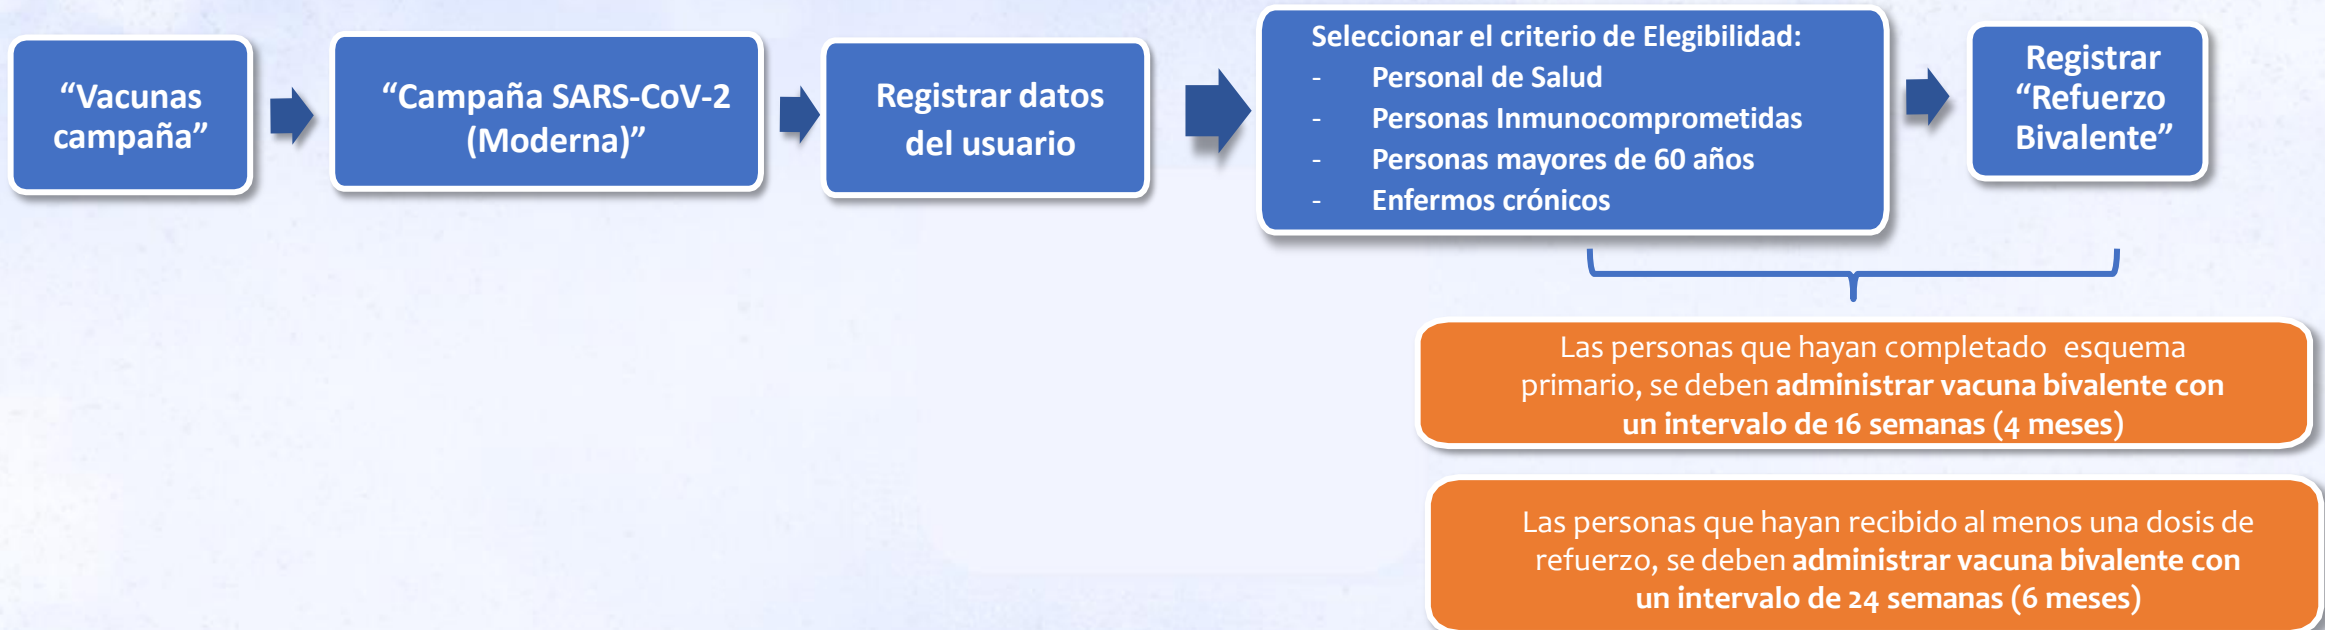 “Vacunas
campaña”
“Campaña SARS-CoV-2
(Moderna)”
Registrar datos
del usuario
Seleccionar el criterio de Elegibilidad:
- Personal de Salud
- Personas Inmunocomprometidas
- Personas mayores de 60 años
- Enfermos crónicos
Registrar
“Refuerzo
Bivalente”
Las personas que hayan completado esquema
primario, se deben administrar vacuna bivalente con
un intervalo de 16 semanas (4 meses)
Las personas que hayan recibido al menos una dosis de
refuerzo, se deben administrar vacuna bivalente con
un intervalo de 24 semanas (6 meses)